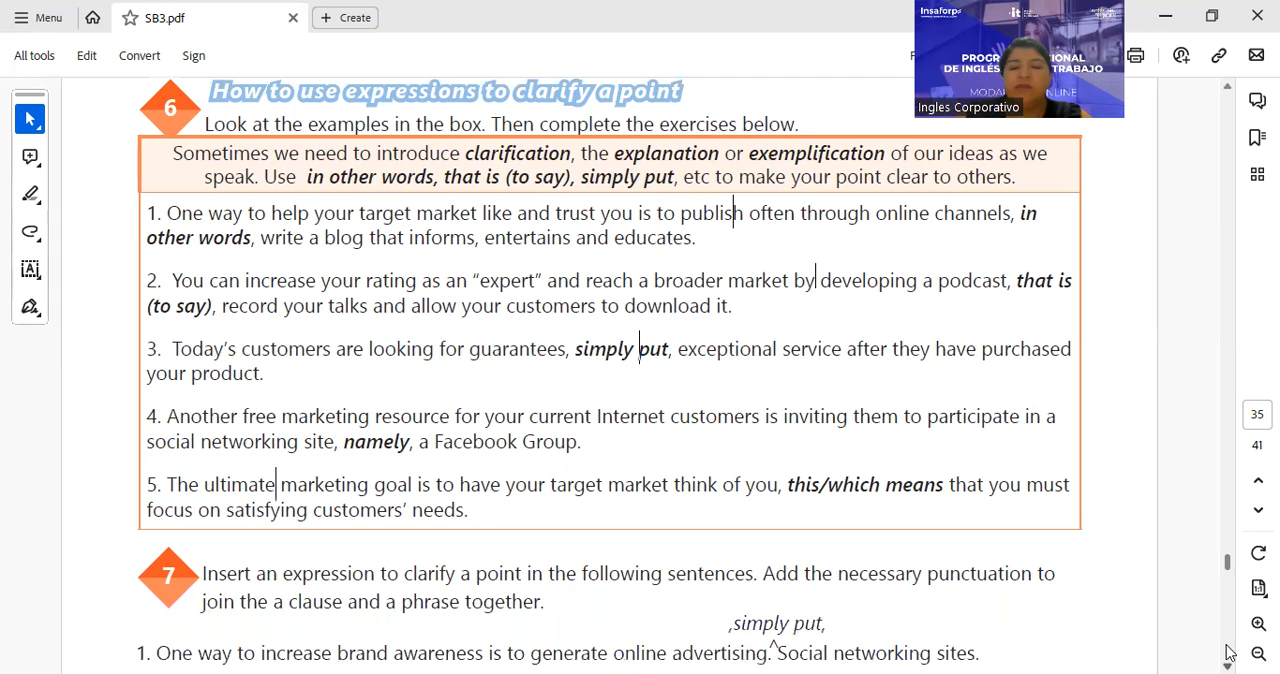 Menu
SB3.pdf
Create
All tools
Edit
Convert
Sign
Insaforp
·it
PROGR IONAL
DE INGLÉS TRABAJO
MODAL NLINE
Ingles Corporativo
6
How to use expressions to clarify a point
Look at the examples in the box. Then complete the exercises below.
Sometimes we need to introduce clarification, the explanation or exemplification of our ideas as we
speak. Use in other words, that is (to say), simply put, etc to make your point clear to others.
1. One way to help your target market like and trust you is to publish often through online channels, in
other words, write a blog that informs, entertains and educates.
2. You can increase your rating as an “expert” and reach a broader market by developing a podcast, that is
(to say), record your talks and allow your customers to download it.
3. Today’s customers are looking for guarantees, simply put, exceptional service after they have purchased
your product.
4. Another free marketing resource for your current Internet customers is inviting them to participate in a
social networking site, namely, a Facebook Group.
5. The ultimate marketing goal is to have your target market think of you, this/which means that you must
focus on satisfying customers’ needs.
7
Insert an expression to clarify a point in the following sentences. Add the necessary punctuation to
join the a clause and a phrase together.
,simply put,
1. One way to increase brand awareness is to generate online advertising.^Social networking sites.
35
41